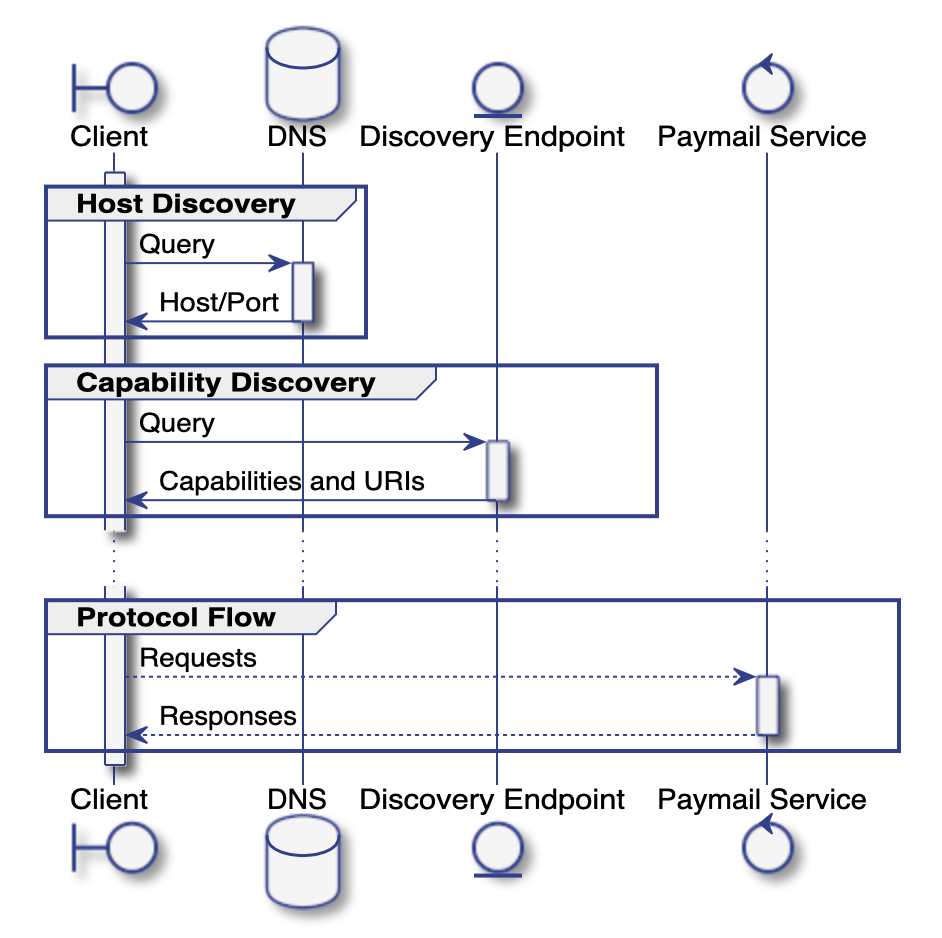 Client
DNS
Discovery Endpoint
Paymail Service
Host Discovery
Query
Host/Port
Capability Discovery
Query
Capabilities and URIs
Protocol Flow
Requests
Responses
Client
DNS
Discovery Endpoint
Paymail Service